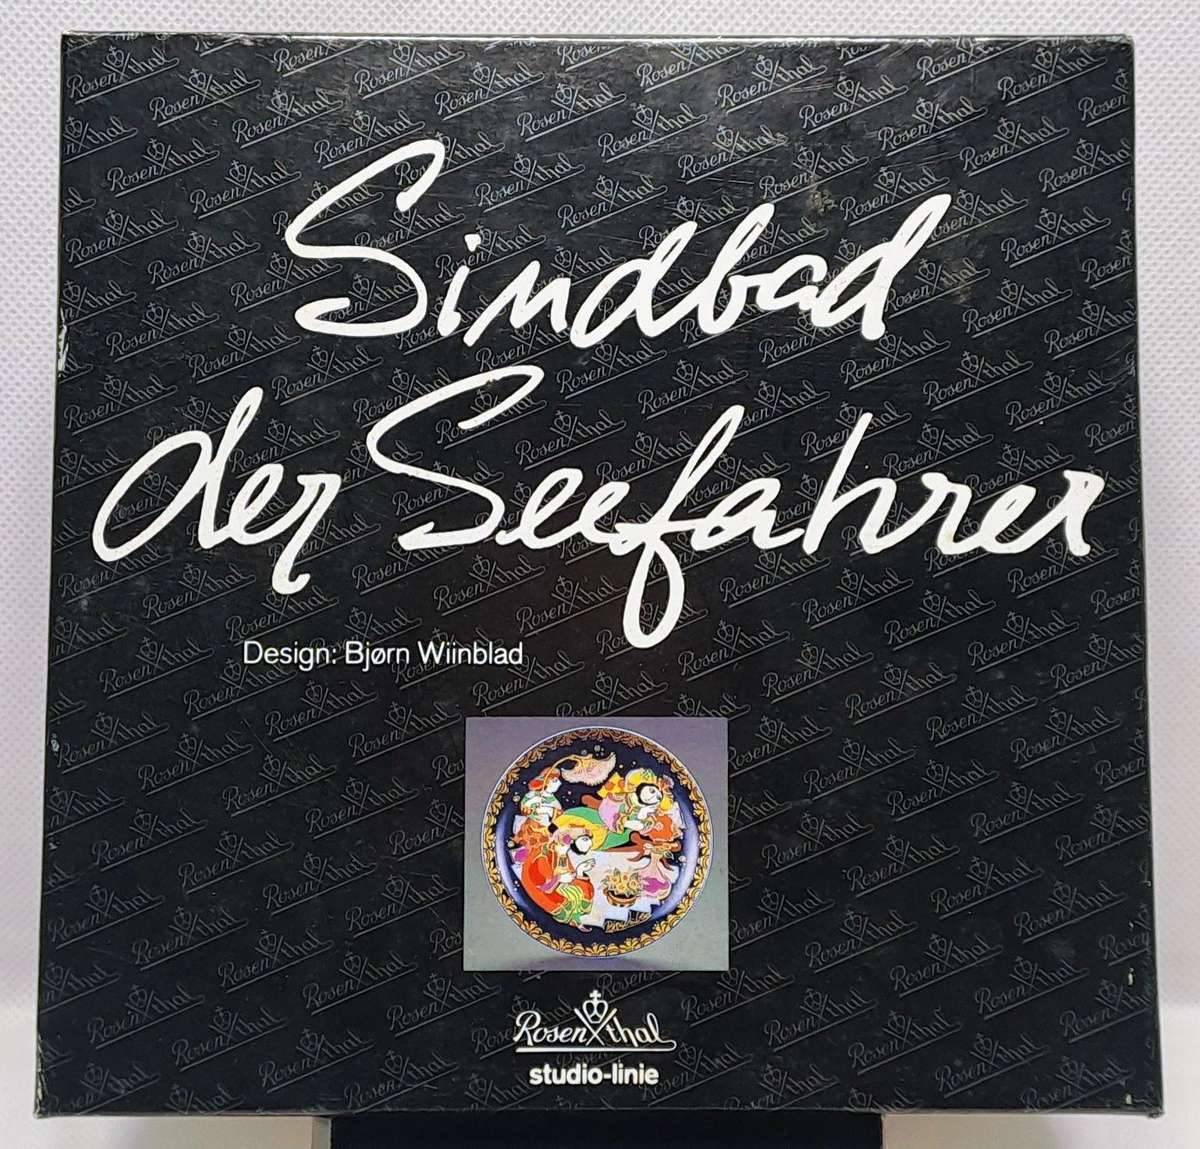 Sindbad
der Seefahrer
Design: Bjørn Wiinblad
Rosenthal
studio-linie